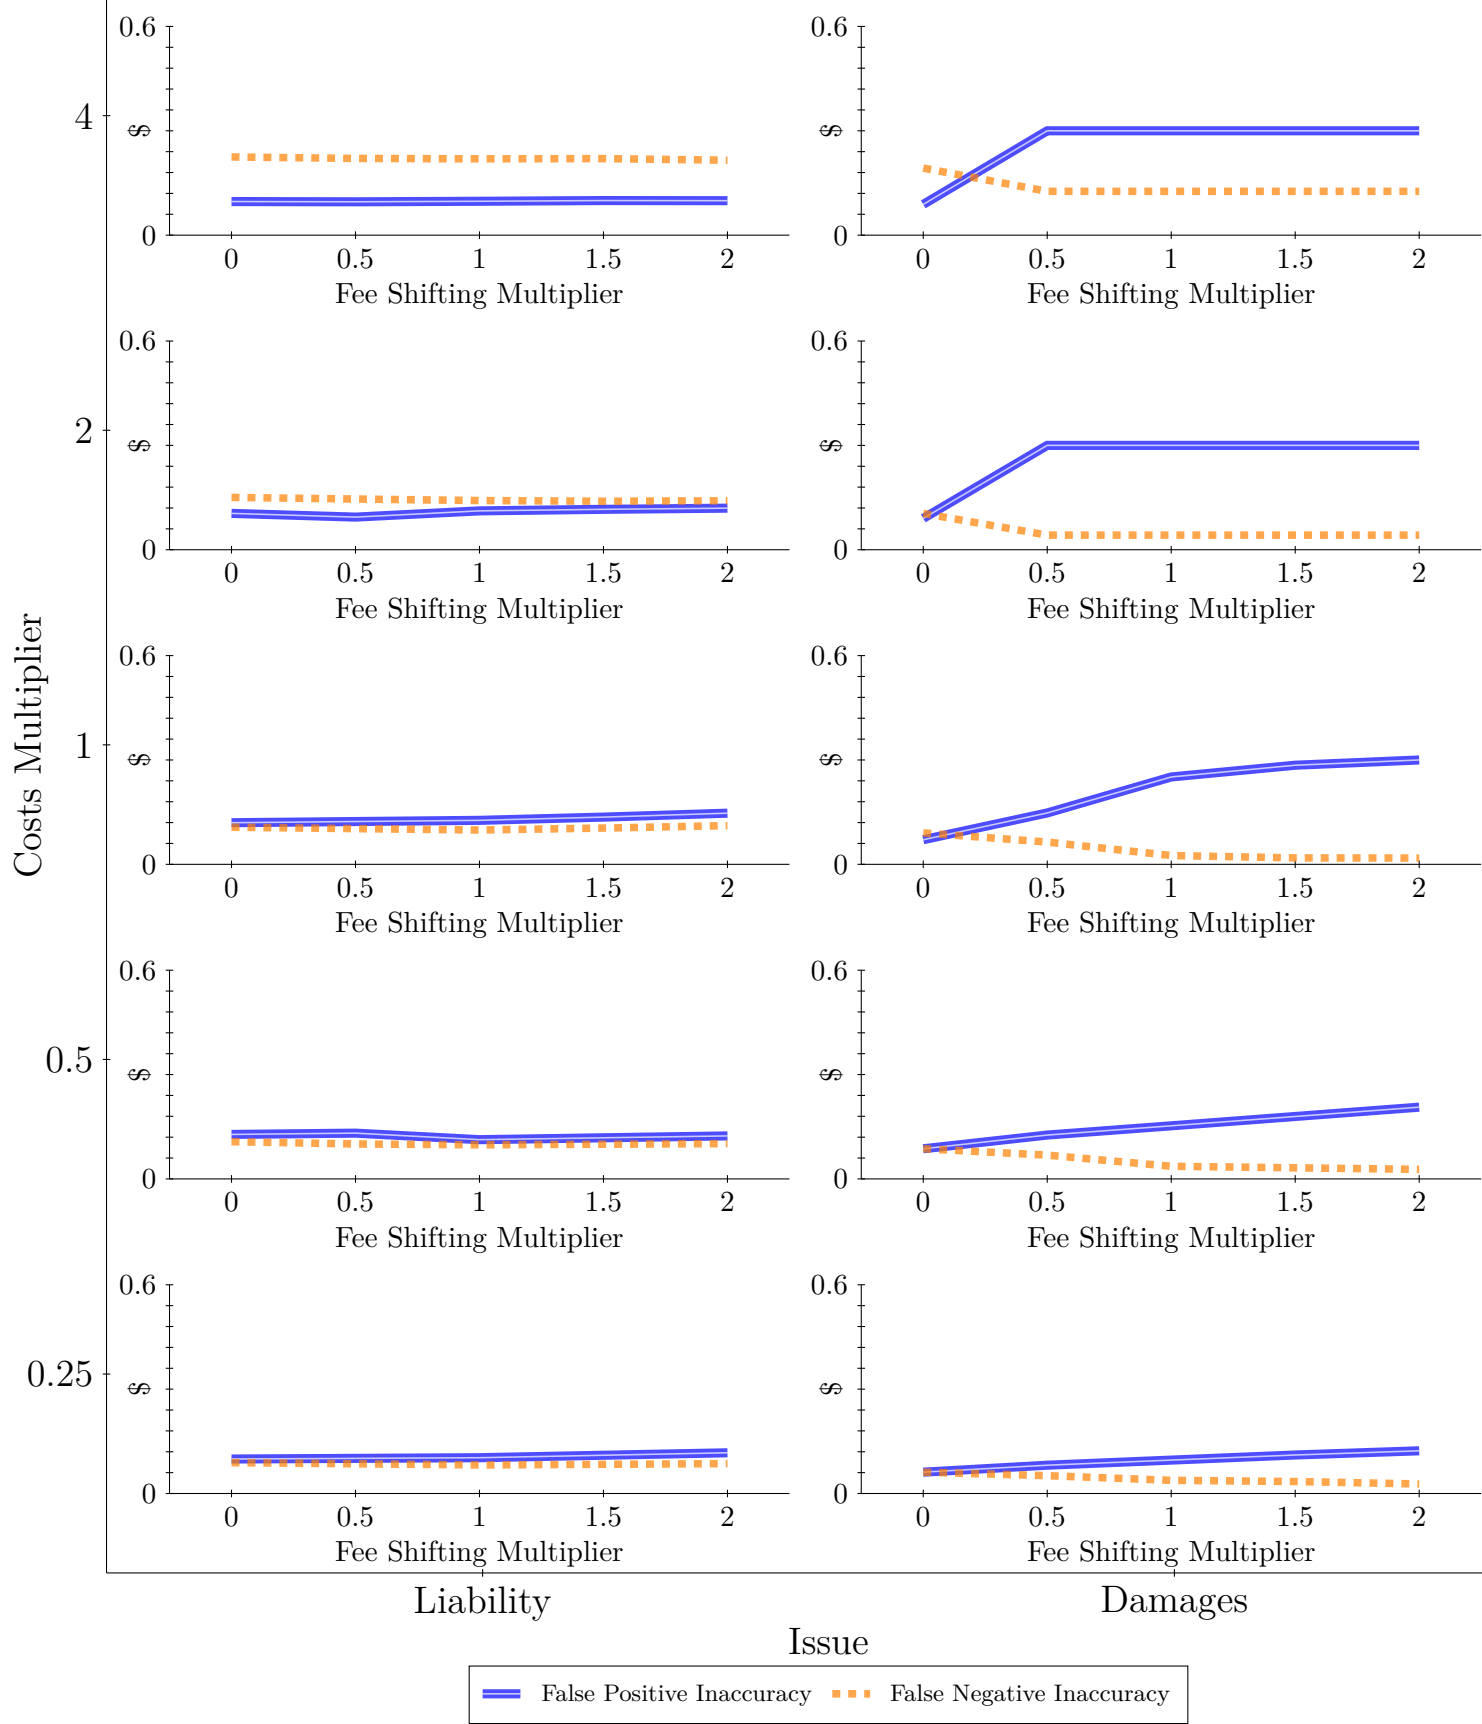 0.6
0.6
4
$
$
0
0
0 0.5 1 1.5 2
0 0.5 1 1.5 2
Fee Shifting Multiplier
Fee Shifting Multiplier
0.6
0.6
2
$
$
0
0
0 0.5 1 1.5 2
0 0.5 1 1.5 2
Fee Shifting Multiplier
Fee Shifting Multiplier
Costs Multiplier
0.6
0.6
1
$
$
0
0
0 0.5 1 1.5 2
0 0.5 1 1.5 2
Fee Shifting Multiplier
Fee Shifting Multiplier
0.6
0.6
0.5
$
$
0
0
0 0.5 1 1.5 2
0 0.5 1 1.5 2
Fee Shifting Multiplier
Fee Shifting Multiplier
0.6
0.6
0.25
$
$
0
0
0 0.5 1 1.5 2
0 0.5 1 1.5 2
Fee Shifting Multiplier
Fee Shifting Multiplier
Liability
Damages
Issue
False Positive Inaccuracy
False Negative Inaccuracy